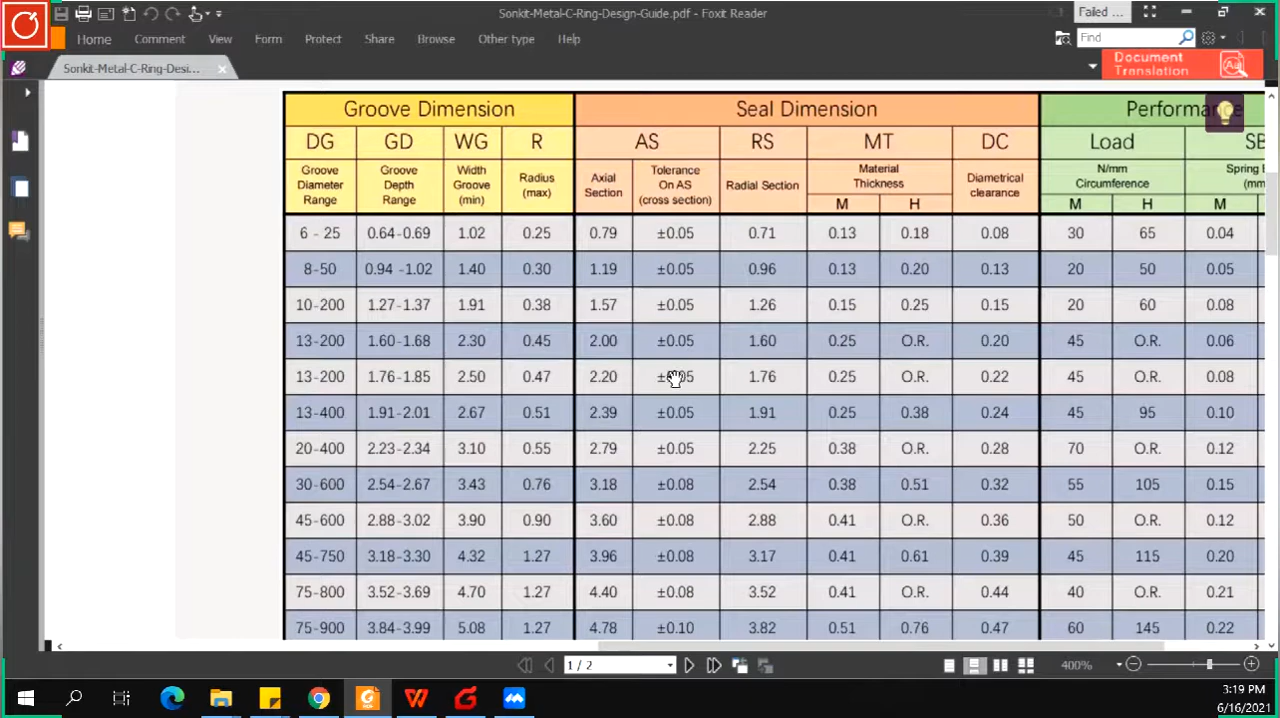 Sonkit-Metal-C-Ring-Design-Guide.pdf - Foxit Reader
Failed ...
Home Comment View Form Protect Share Browse Other type Help
Find
Sonkit-Metal-C-Ring-Desi...
Document
Translation
Groove Dimension Seal Dimension Performance
DG GD WG R AS RS MT DC Load
Groove Diameter Range Groove Depth Range Width Groove (min) Radius (max) Axial Section Tolerance On AS (cross section) Radial Section Material Thickness Diametrical clearance N/mm Circumference Spring
M H M H M
6 - 25 0.64-0.69 1.02 0.25 0.79 ±0.05 0.71 0.13 0.18 0.08 30 65 0.04
8-50 0.94 -1.02 1.40 0.30 1.19 ±0.05 0.96 0.13 0.20 0.13 20 50 0.05
10-200 1.27-1.37 1.91 0.38 1.57 ±0.05 1.26 0.15 0.25 0.15 20 60 0.08
13-200 1.60-1.68 2.30 0.45 2.00 ±0.05 1.60 0.25 O.R. 0.20 45 O.R. 0.06
13-200 1.76-1.85 2.50 0.47 2.20 1.76 0.25 O.R. 0.22 45 O.R. 0.08
13-400 1.91-2.01 2.67 0.51 2.39 ±0.05 1.91 0.25 0.38 0.24 45 95 0.10
20-400 2.23-2.34 3.10 0.55 2.79 ±0.05 2.25 0.38 O.R. 0.28 70 O.R. 0.12
30-600 2.54-2.67 3.43 0.76 3.18 ±0.08 2.54 0.38 0.51 0.32 55 105 0.15
45-600 2.88-3.02 3.90 0.90 3.60 ±0.08 2.88 0.41 O.R. 0.36 50 O.R. 0.12
45-750 3.18-3.30 4.32 1.27 3.96 ±0.08 3.17 0.41 0.61 0.39 45 115 0.20
75-800 3.52-3.69 4.70 1.27 4.40 ±0.08 3.52 0.41 O.R. 0.44 40 O.R. 0.21
75-900 3.84-3.99 5.08 1.27 4.78 ±0.10 3.82 0.51 0.76 0.47 60 145 0.22
1 / 2
400%
3:19 PM
6/16/2021